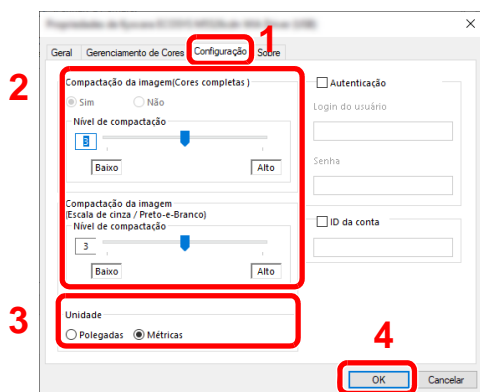 1
Geral Gerenciamento de Cores Configuração Sobre
2
Compactação da imagem(Cores completas )
Sim Não
Nível de compactação
3
Baixo Alto
Compactação da imagem
(Escala de cinza / Preto-e-Branco)
Nível de compactação
3
Baixo Alto
Autenticação
Login do usuário
Senha
ID da conta
3
Unidade
Polegadas Métricas
4
OK Cancelar